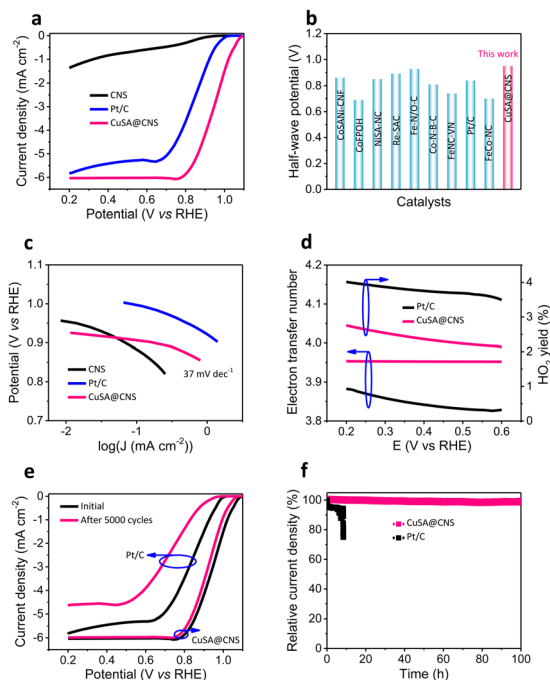 a
Current density (mA cm⁻²)
0
-1
-2
-3
-4
-5
-6
CNS
Pt/C
CuSA@CNS
0.2 0.4 0.6 0.8 1.0
Potential (V vs RHE)
b
Half-wave potential (V)
1.2
1.0
0.8
0.6
0.4
0.2
0.0
This work
CoSANi-CNF
CoFPOH
NiSA-NC
Re-SAC
Fe-N/O-C
Co-N-B-C
FeNC-VN
Pt/C
FeCo-NC
CuSA@CNS
Catalysts
c
Potential (V vs RHE)
1.1
1.0
0.9
0.8
0.7
CNS
Pt/C
CuSA@CNS
37 mV dec⁻¹
-2 -1 0 1
log(J (mA cm⁻²))
d
Electron transfer number
4.2
4.1
4.0
3.9
3.8
Pt/C
CuSA@CNS
4
3
2
1
0
HO₂ yield (%)
0.2 0.3 0.4 0.5 0.6
E (V vs RHE)
e
Current density (mA cm⁻²)
0
-1
-2
-3
-4
-5
-6
Initial
After 5000 cycles
Pt/C
CuSA@CNS
0.2 0.4 0.6 0.8 1.0
Potential (V vs RHE)
f
Relative current density (%)
120
100
80
60
40
20
0
CuSA@CNS
Pt/C
0 20 40 60 80 100
Time (h)